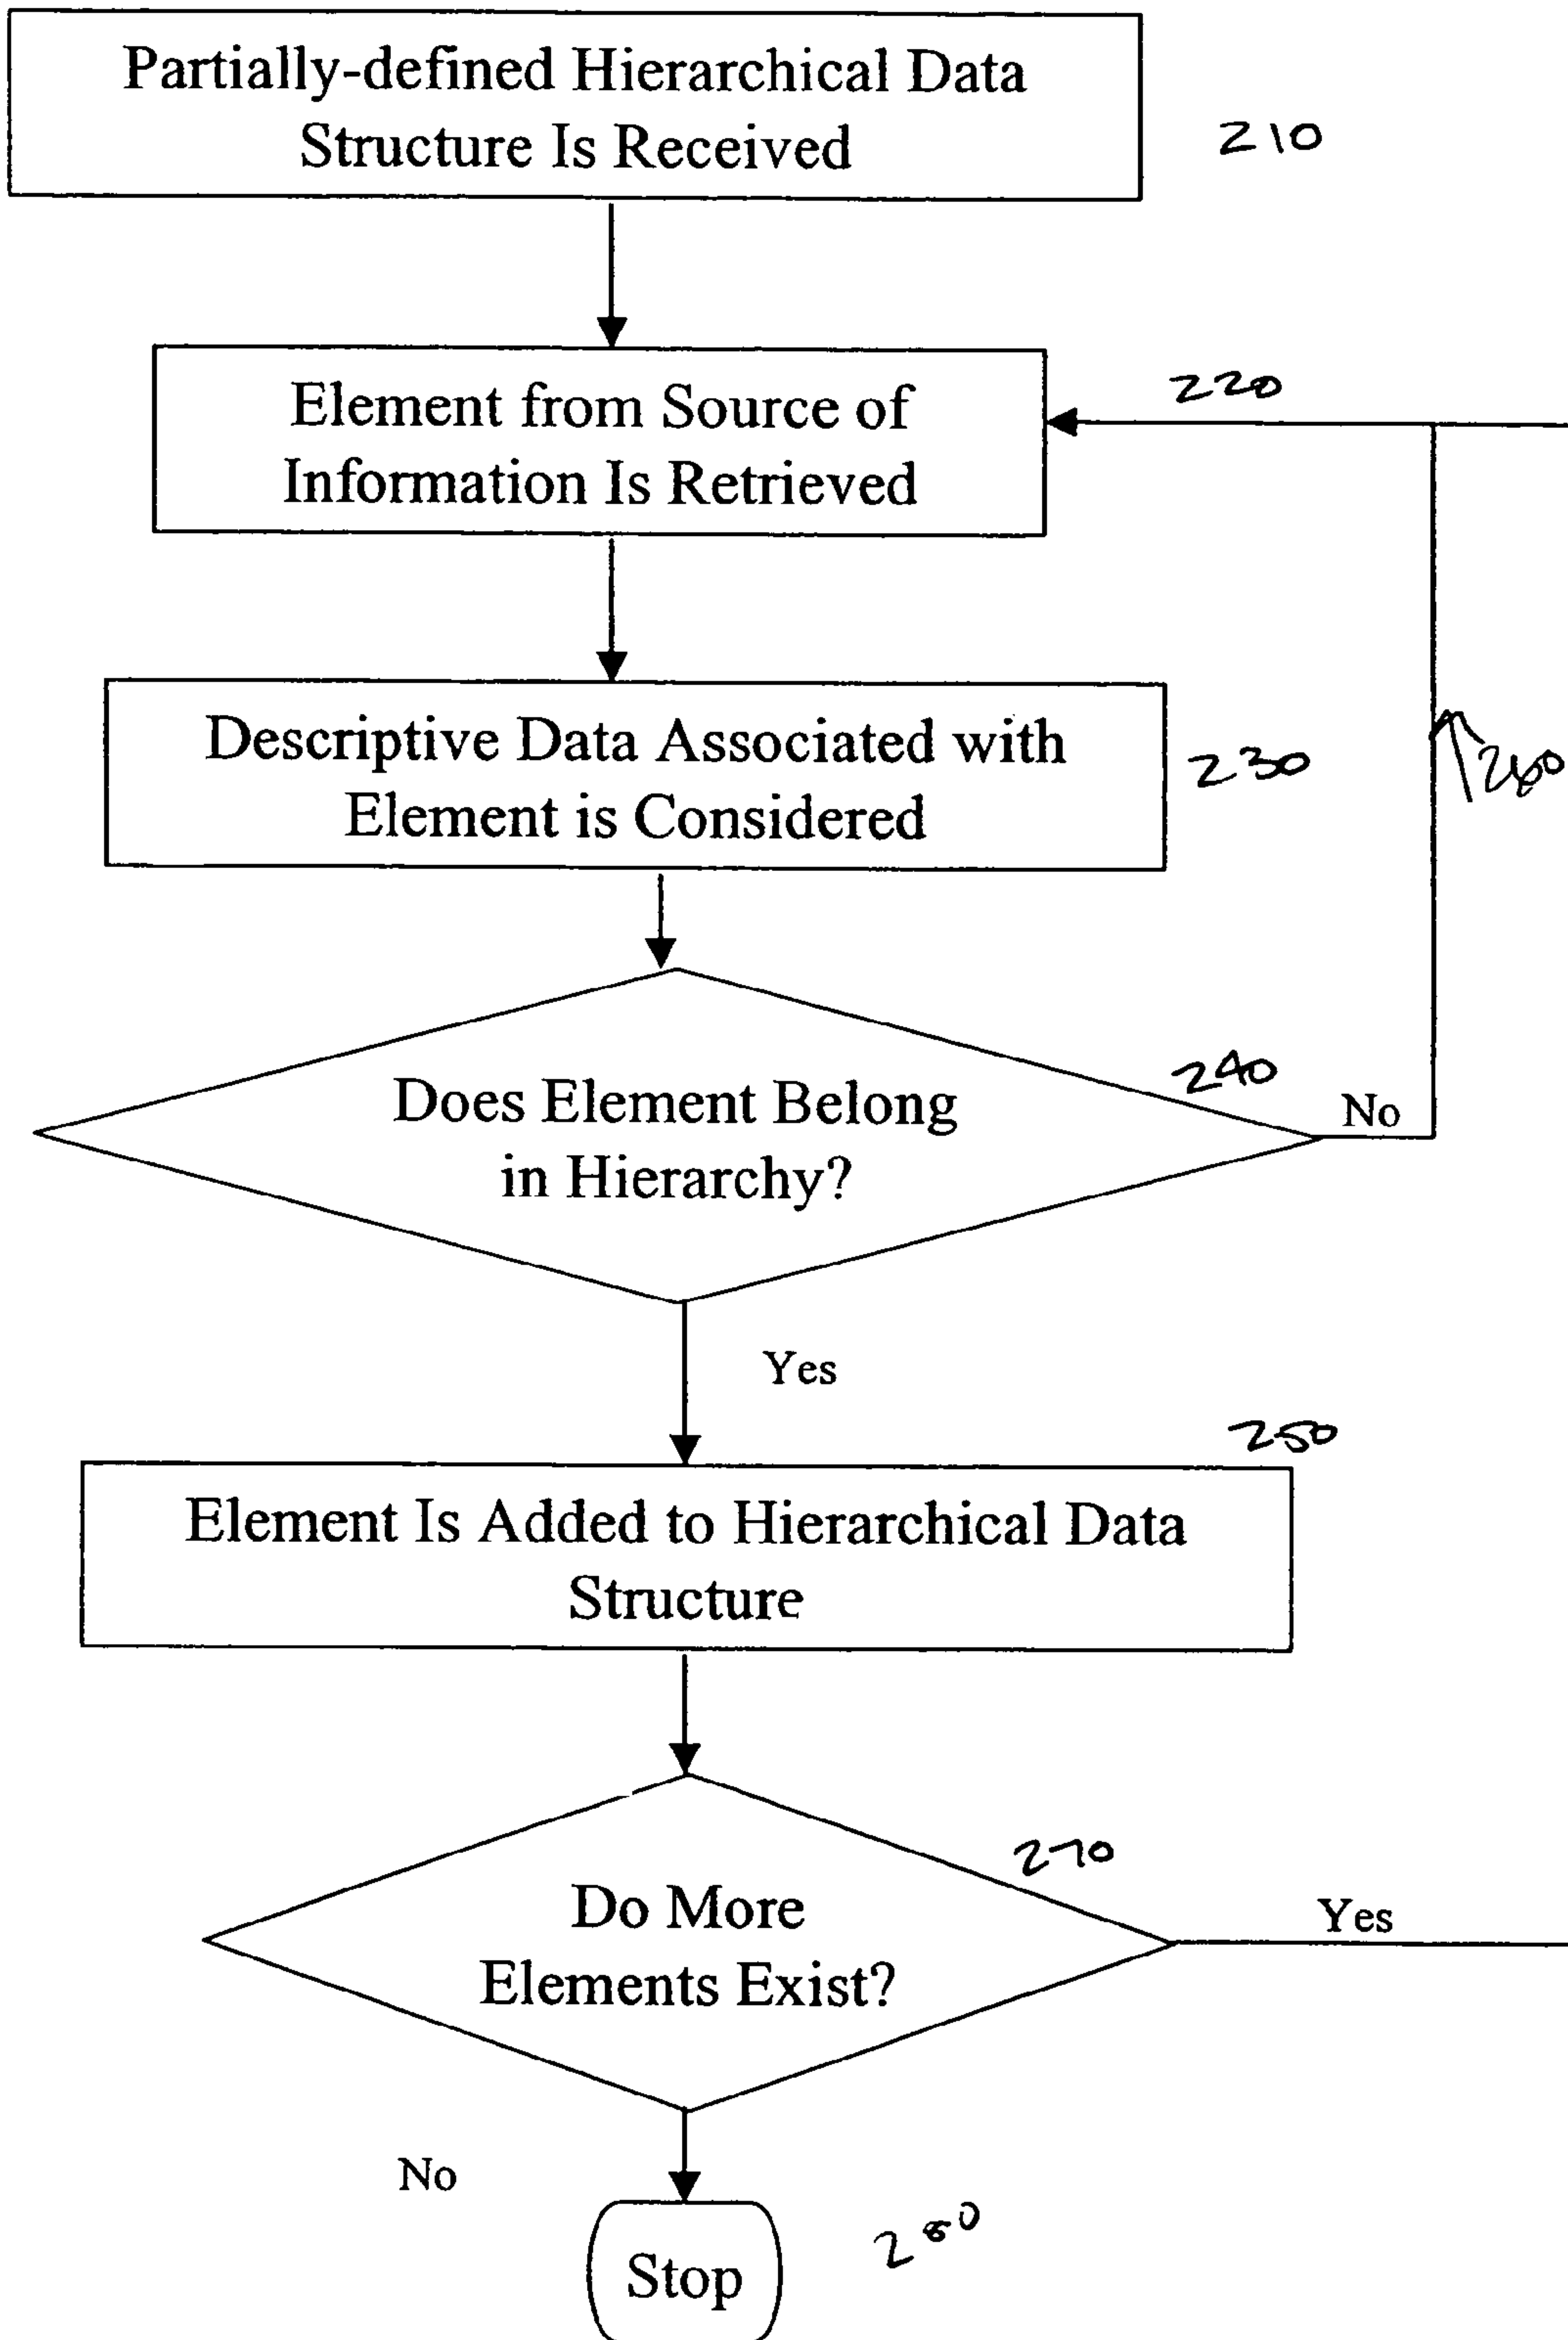 Partially-defined Hierarchical Data
Structure Is Received
210
Element from Source of
Information Is Retrieved
220
Descriptive Data Associated with
Element is Considered
230
260
Does Element Belong
in Hierarchy?
240
No
Yes
250
Element Is Added to Hierarchical Data
Structure
270
Do More
Elements Exist?
Yes
No
Stop
280